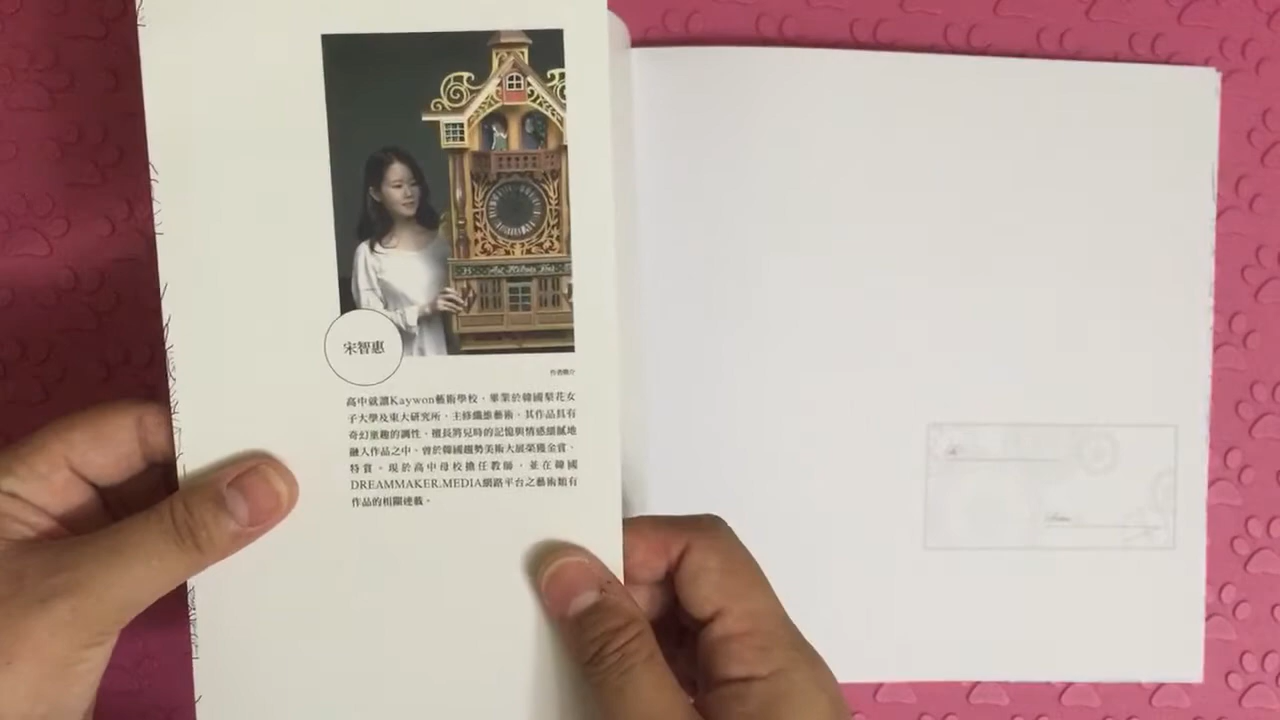 宋智惠
作者簡介
高中就讀Kaywon藝術學校，畢業於韓國梨花女
子大學及東大研究所，主修纖維藝術。其作品具有
奇幻童趣的調性，擅長將兒時的記憶與情感細膩地
融入作品之中，曾於韓國趨勢美術大展榮獲金賞、
特賞。現於高中母校擔任教師，並在韓國
DREAMMAKER.MEDIA網路平台之藝術類有
作品的相關連載。